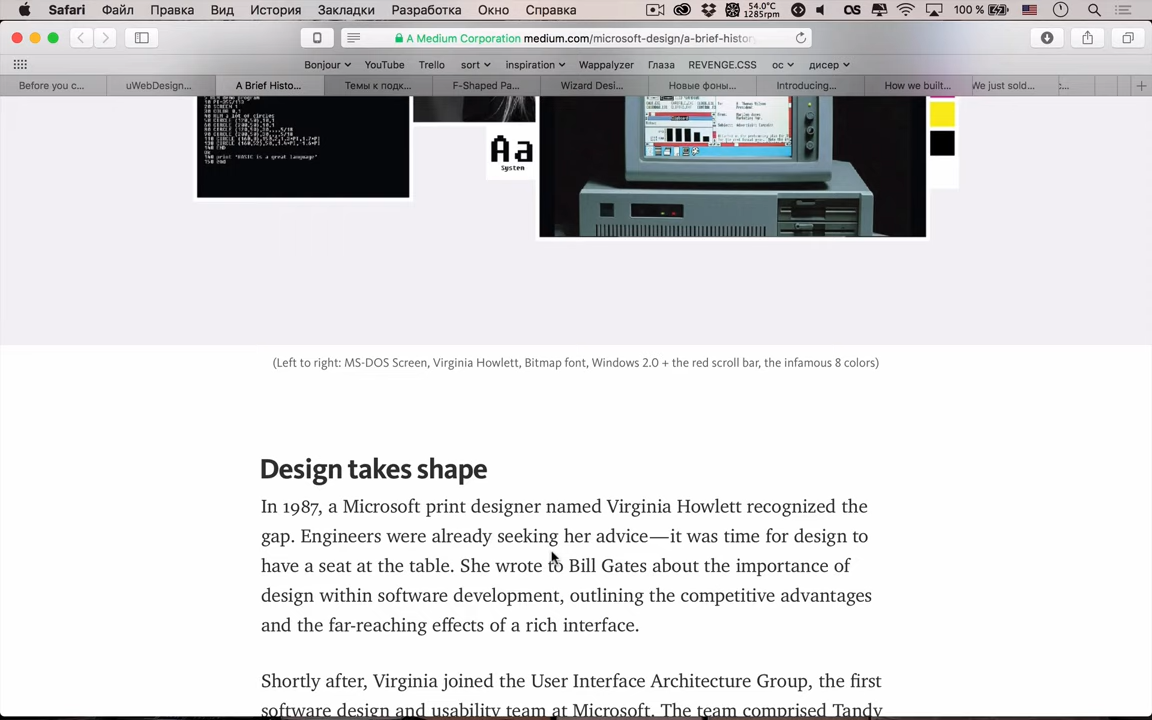 Safari Файл Правка Вид История Закладки Разработка Окно Справка 54.0°C 1285rpm 100 %
A Medium Corporation medium.com/microsoft-design/a-brief-histor
Bonjour YouTube Trello sort inspiration Wappalyzer Глаза REVENGE.CSS ос дисер
Before you c... uWebDesign... A Brief Histo... Темы к подк... F-Shaped Pa... Wizard Desi... Новые фоны... Introducing... How we built... We just sold...
150 END
Aa
System
(Left to right: MS-DOS Screen, Virginia Howlett, Bitmap font, Windows 2.0 + the red scroll bar, the infamous 8 colors)
Design takes shape
In 1987, a Microsoft print designer named Virginia Howlett recognized the
gap. Engineers were already seeking her advice—it was time for design to
have a seat at the table. She wrote to Bill Gates about the importance of
design within software development, outlining the competitive advantages
and the far-reaching effects of a rich interface.
Shortly after, Virginia joined the User Interface Architecture Group, the first
software design and usability team at Microsoft. The team comprised Tandy